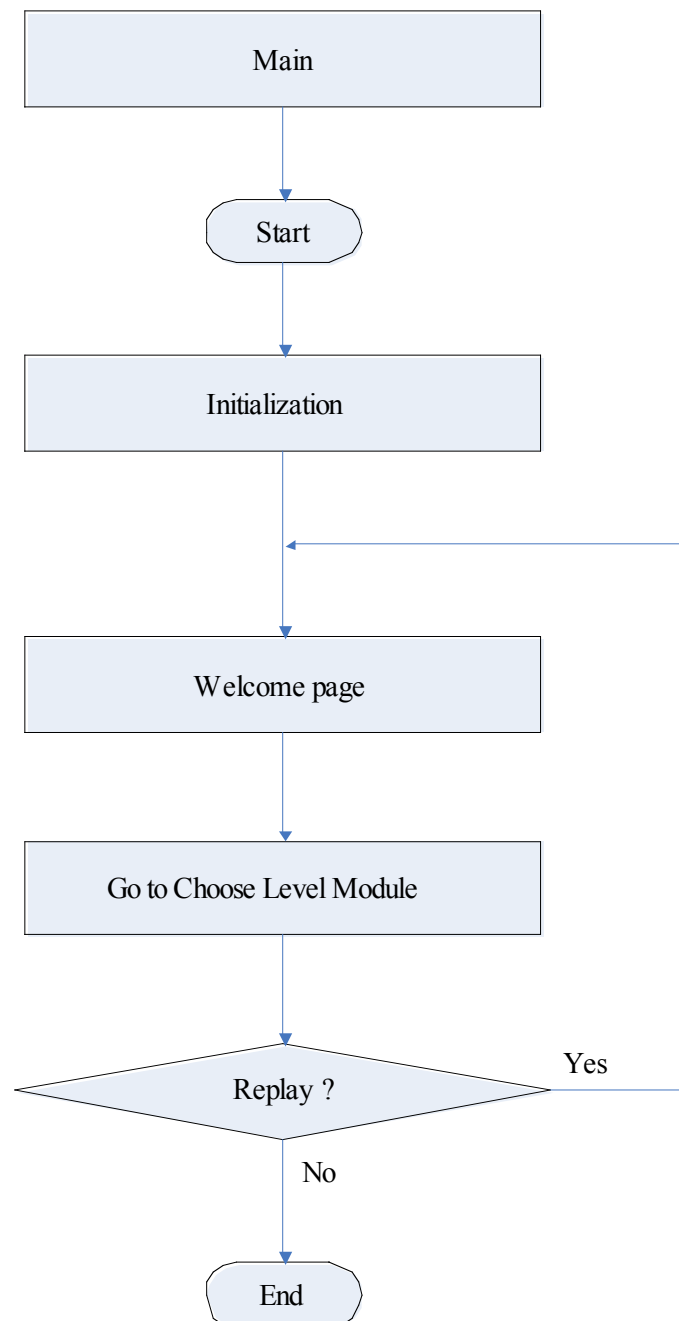 Main
Start
Initialization
Welcome page
Go to Choose Level Module
Replay ?
Yes
No
End